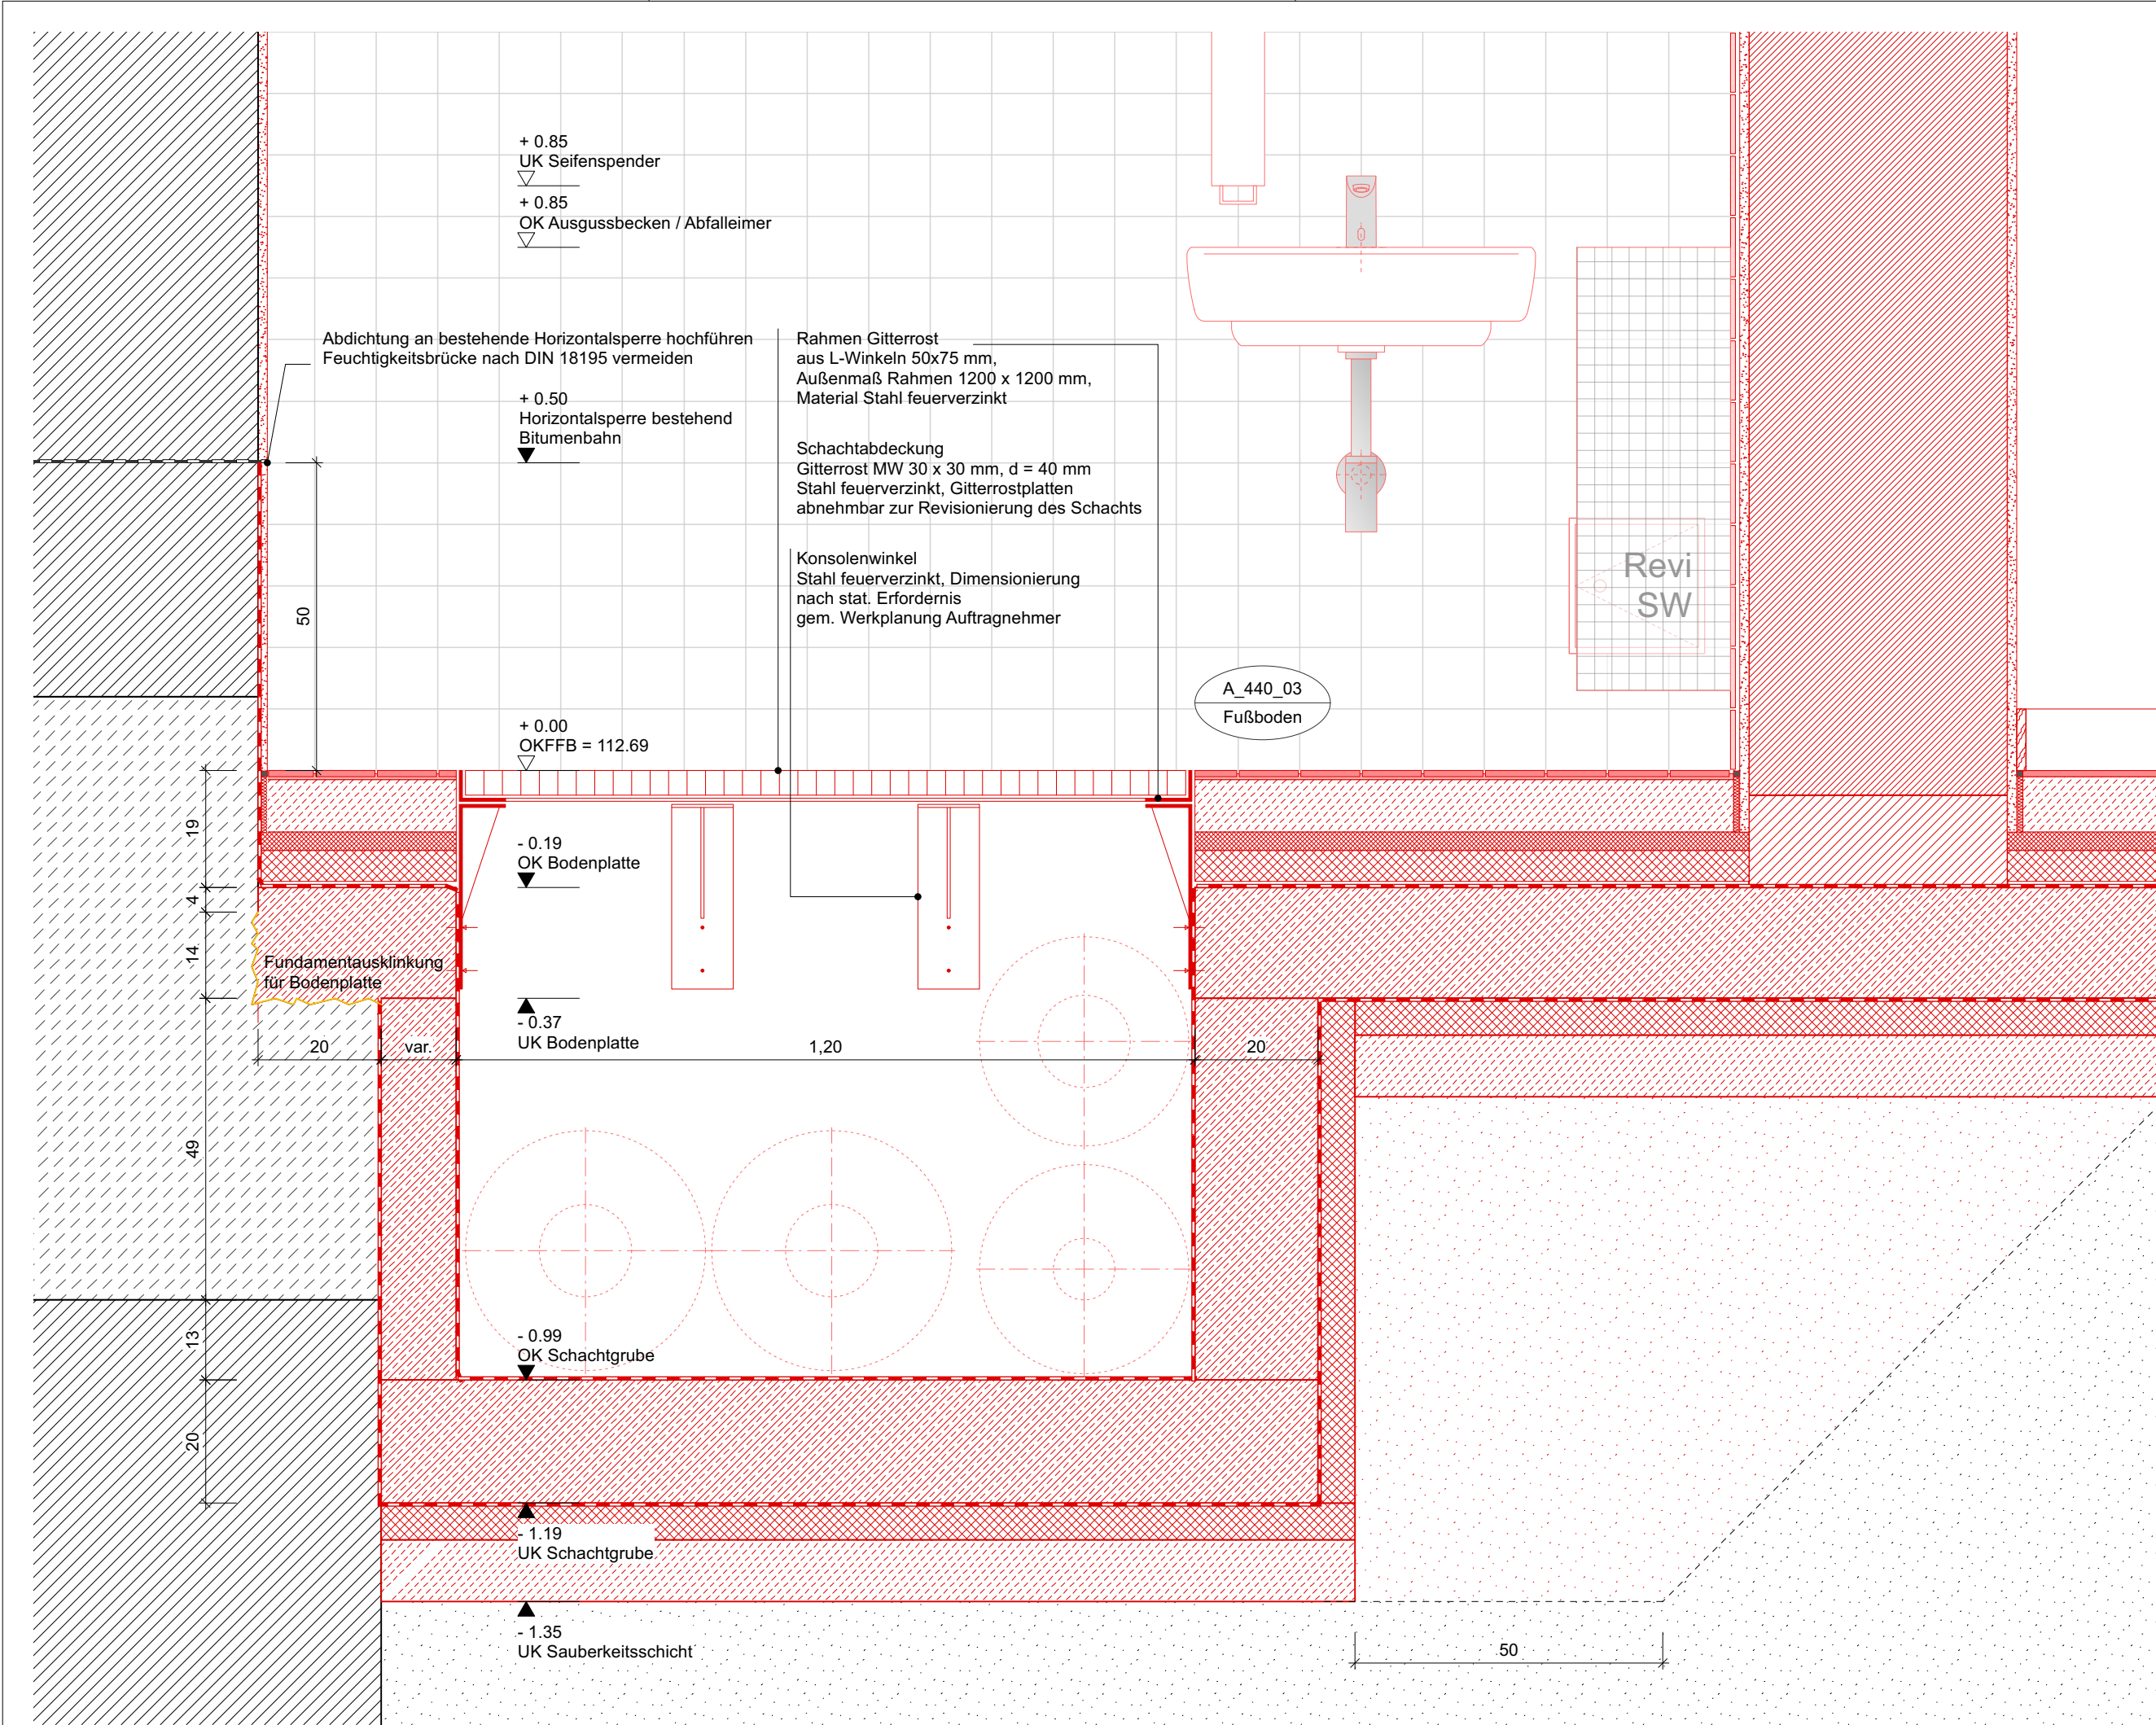 + 0.85
UK Seifenspender
+ 0.85
OK Ausgussbecken / Abfalleimer
Abdichtung an bestehende Horizontalsperre hochführen
Feuchtigkeitsbrücke nach DIN 18195 vermeiden
+ 0.50
Horizontalsperre bestehend
Bitumenbahn
Rahmen Gitterrost
aus L-Winkeln 50x75 mm,
Außenmaß Rahmen 1200 x 1200 mm,
Material Stahl feuerverzinkt
Schachtabdeckung
Gitterrost MW 30 x 30 mm, d = 40 mm
Stahl feuerverzinkt, Gitterrostplatten
abnehmbar zur Revisionierung des Schachts
Konsolenwinkel
Stahl feuerverzinkt, Dimensionierung
nach stat. Erfordernis
gem. Werkplanung Auftragnehmer
Revi
SW
50
A_440_03
Fußboden
+ 0.00
OKFFB = 112.69
19
- 0.19
OK Bodenplatte
4
14
Fundamentausklinkung
für Bodenplatte
- 0.37
UK Bodenplatte
20
var.
1,20
20
49
13
- 0.99
OK Schachtgrube
20
- 1.19
UK Schachtgrube
- 1.35
UK Sauberkeitsschicht
50